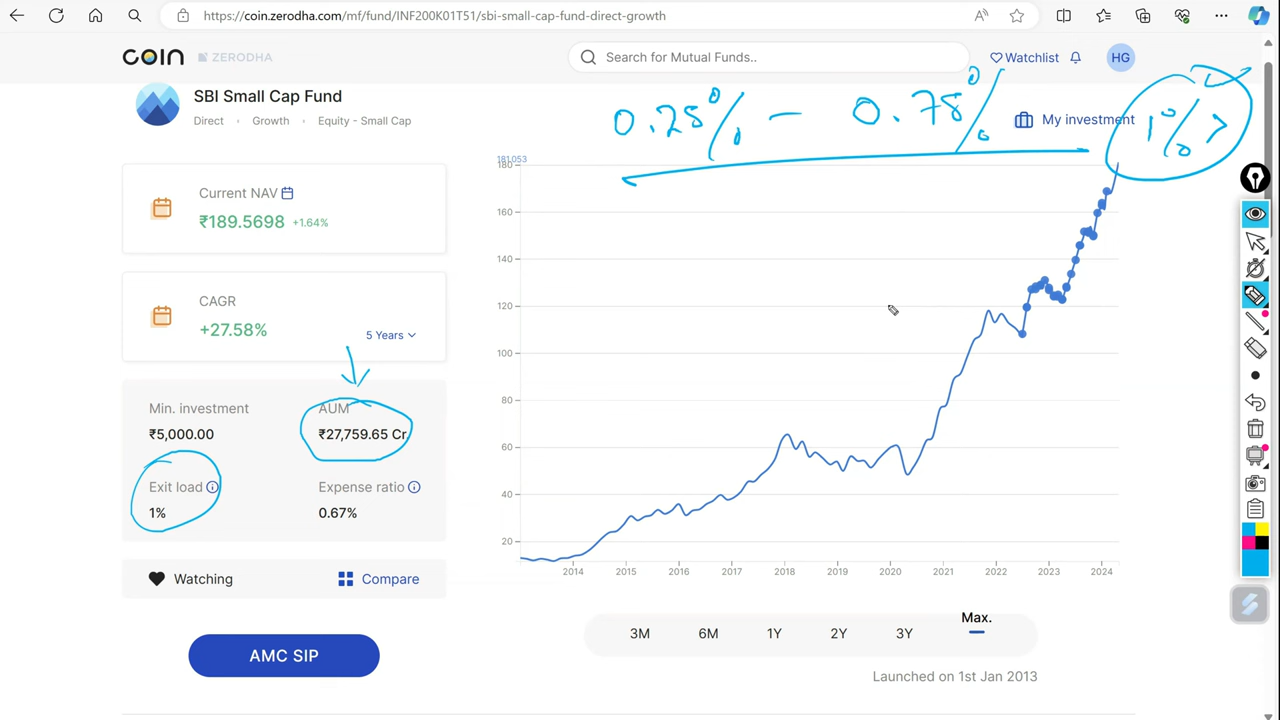 https://coin.zerodha.com/mf/fund/INF200K01T51/sbi-small-cap-fund-direct-growth
coin ZERODHA
Search for Mutual Funds..
Watchlist
HG
SBI Small Cap Fund
Direct Growth Equity - Small Cap
0.28% - 0.78%
1% >
My investment
Current NAV
₹189.5698 +1.64%
CAGR
+27.58%
5 Years
Min. investment
₹5,000.00
AUM
₹27,759.65 Cr
Exit load
1%
Expense ratio
0.67%
Watching
Compare
AMC SIP
181.053
180
160
140
120
100
80
60
40
20
2014 2015 2016 2017 2018 2019 2020 2021 2022 2023 2024
3M 6M 1Y 2Y 3Y Max.
Launched on 1st Jan 2013